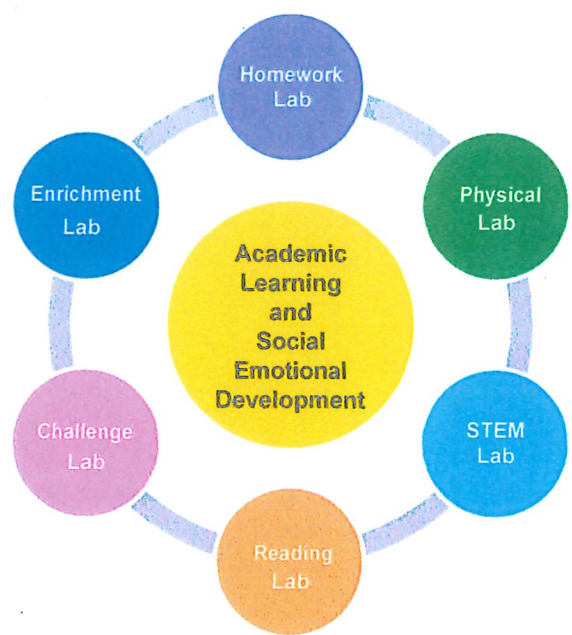 Homework
Lab
Physical
Lab
STEM
Lab
Reading
Lab
Challenge
Lab
Enrichment
Lab
Academic
Learning
and
Social
Emotional
Development